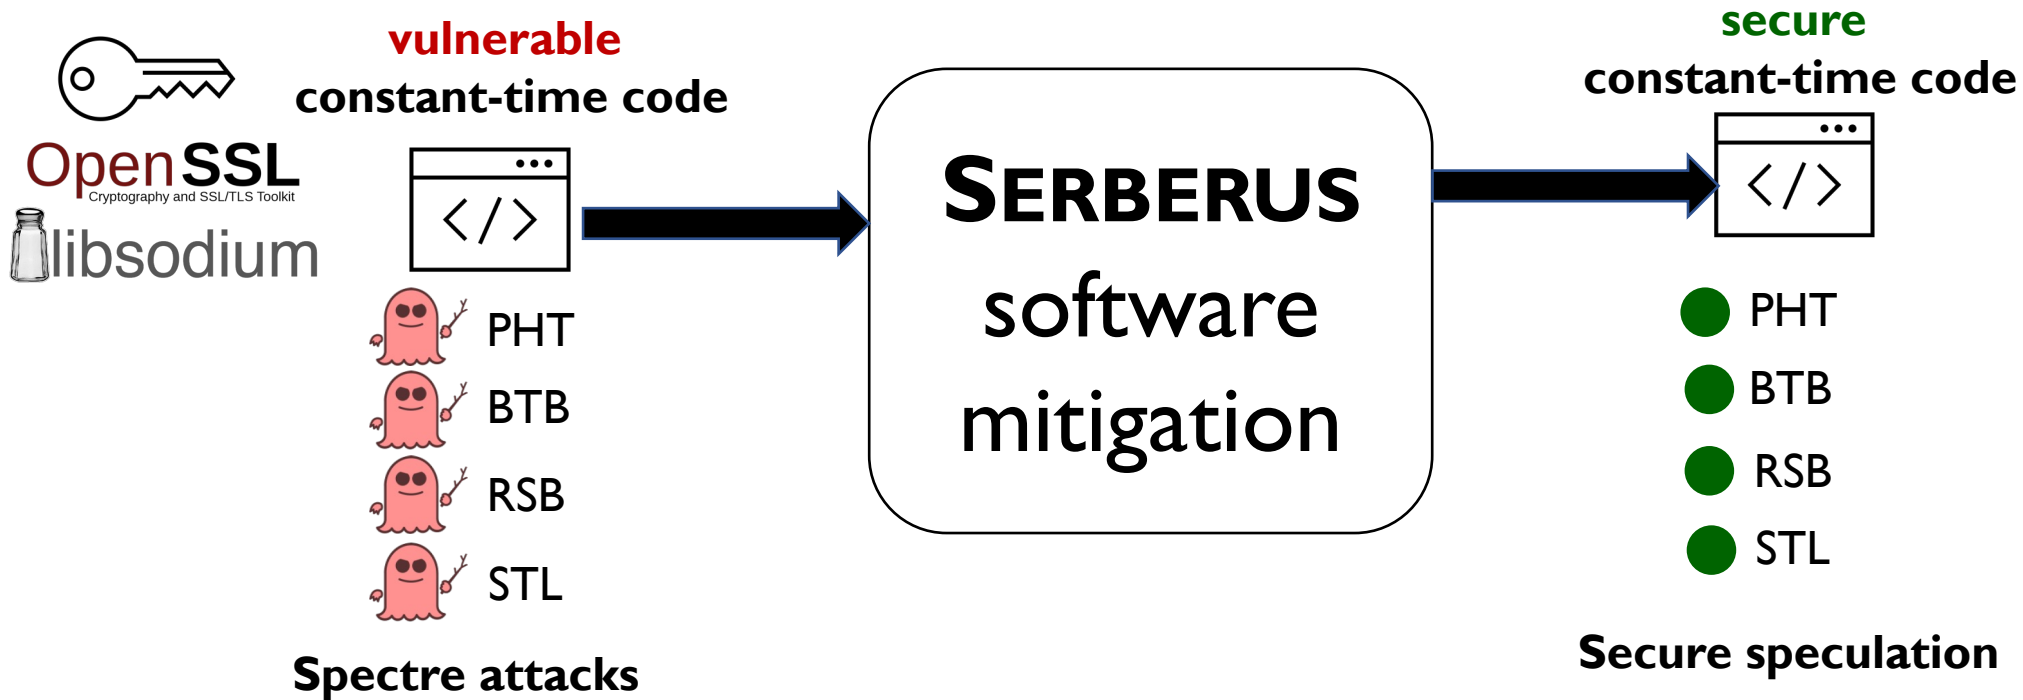 OpenSSL
Cryptography and SSL/TLS Toolkit
libsodium
vulnerable
constant-time code
</>
PHT
BTB
RSB
STL
Spectre attacks
SERBERUS
software
mitigation
secure
constant-time code
</>
PHT
BTB
RSB
STL
Secure speculation